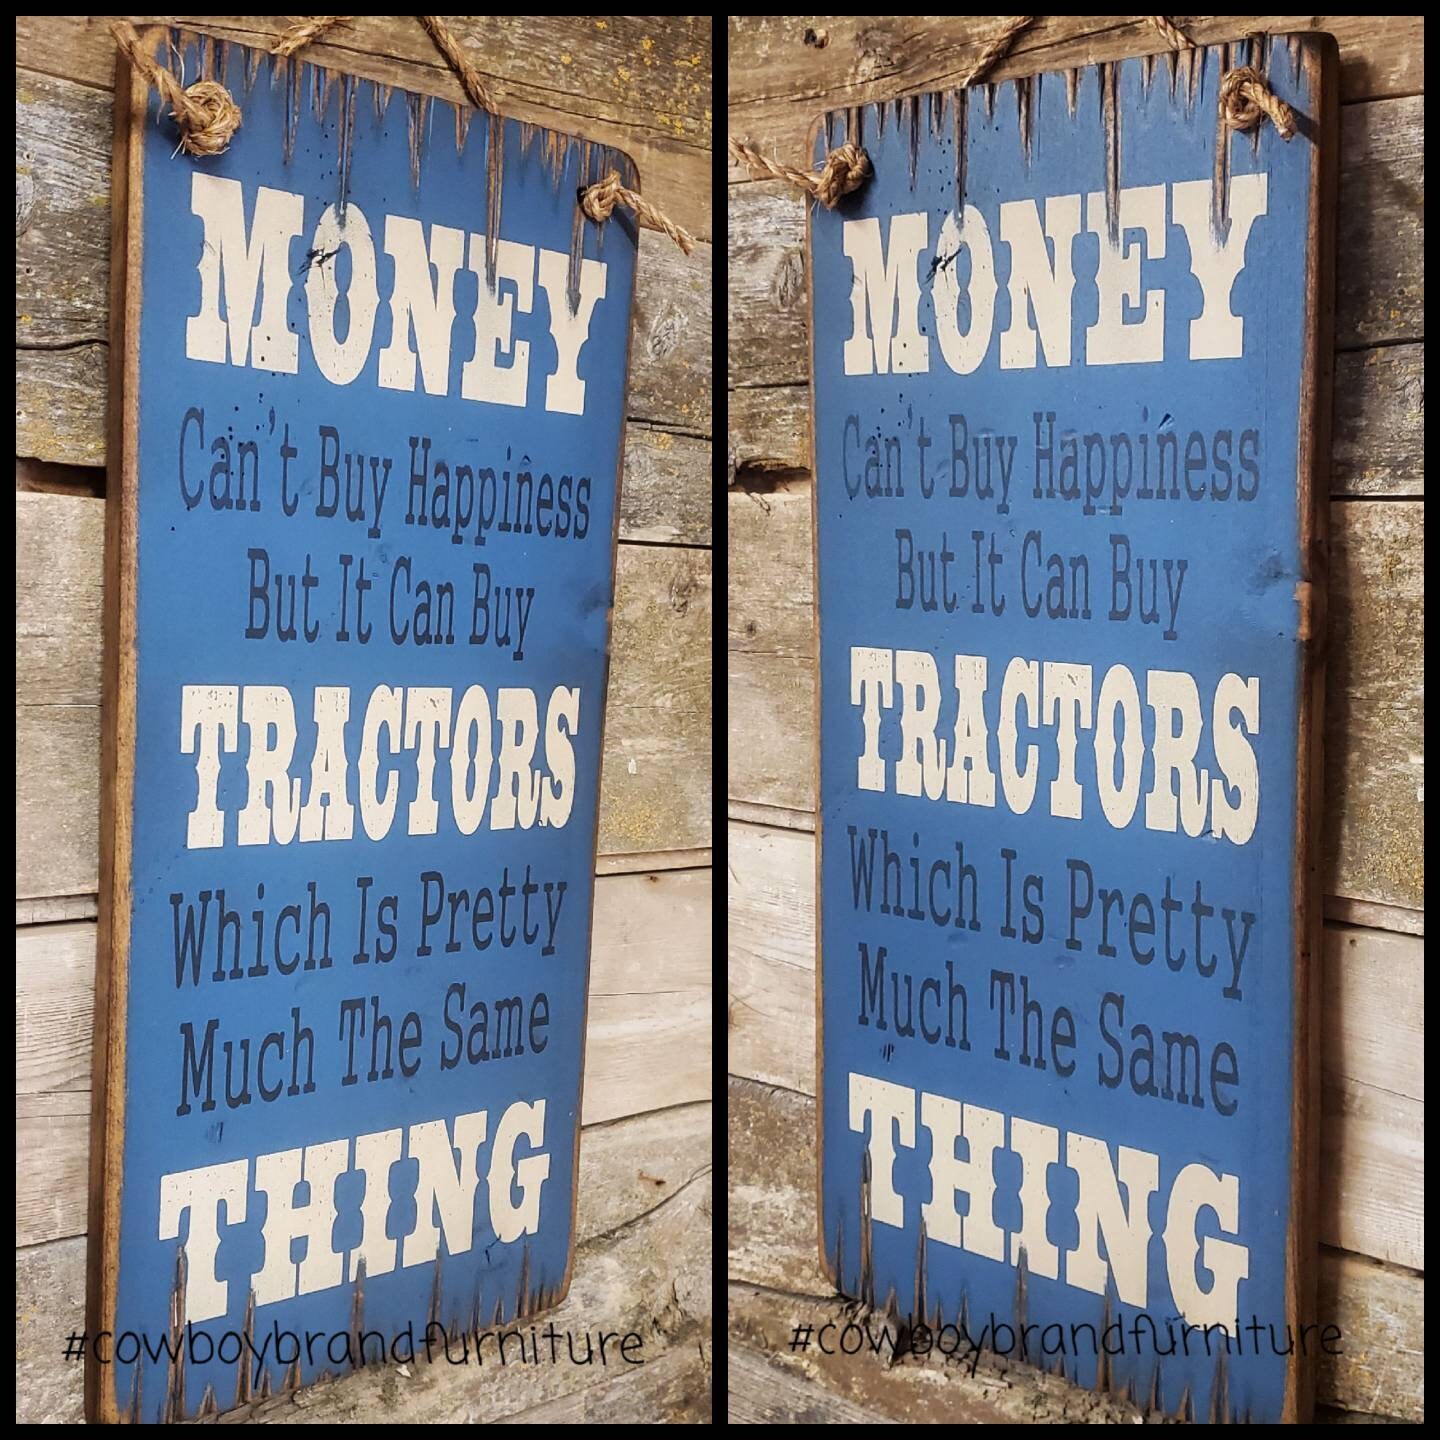 MONEY
Can't Buy Happiness
But It Can Buy
TRACTORS
Which Is Pretty
Much The Same
THING
#cowboybrandfurniture
MONEY
Can't Buy Happiness
But It Can Buy
TRACTORS
Which Is Pretty
Much The Same
THING
#cowboybrandfurniture